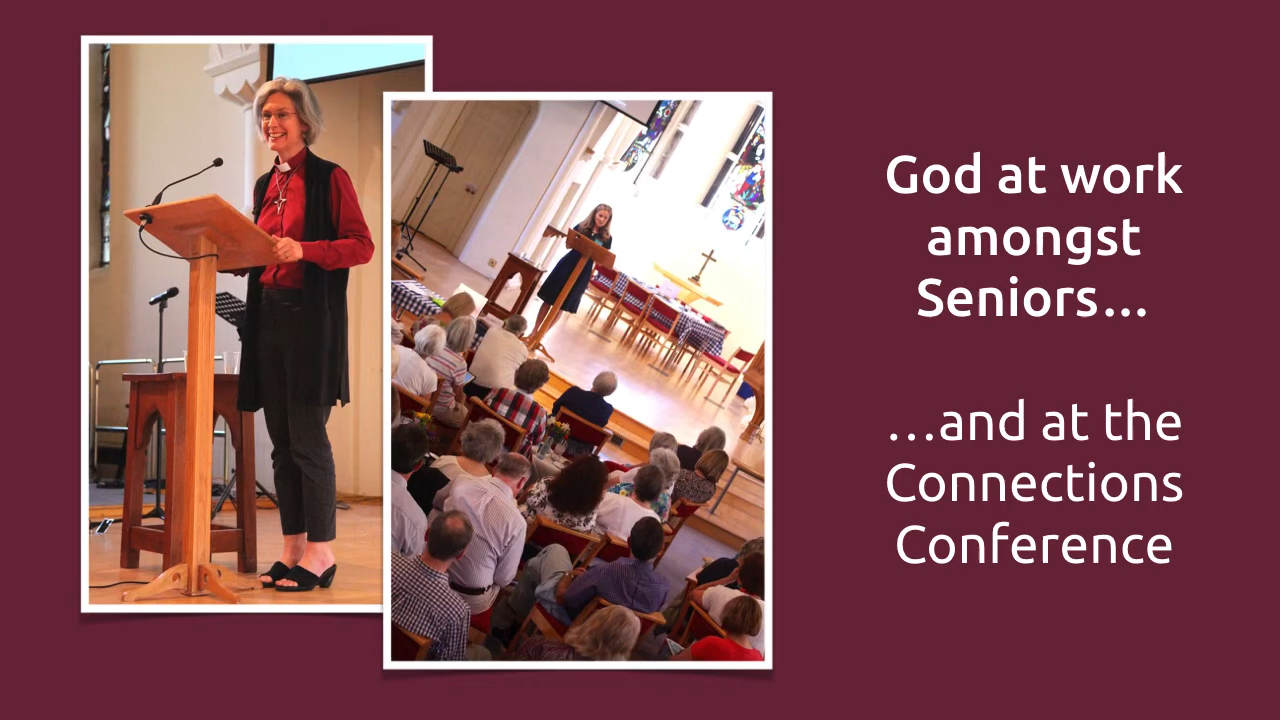 God at work
amongst
Seniors…
…and at the
Connections
Conference